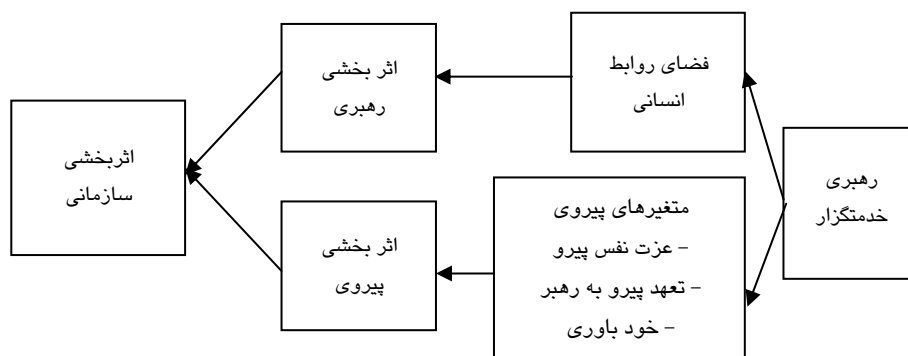 رهبری
خدمتگزار
فضای روابط
انسانی
متغیرهای پیروی
– عزت نفس پیرو
– تعهد پیرو به رهبر
– خود باوری
اثر بخشی
رهبری
اثر بخشی
پیروی
اثربخشی
سازمانی